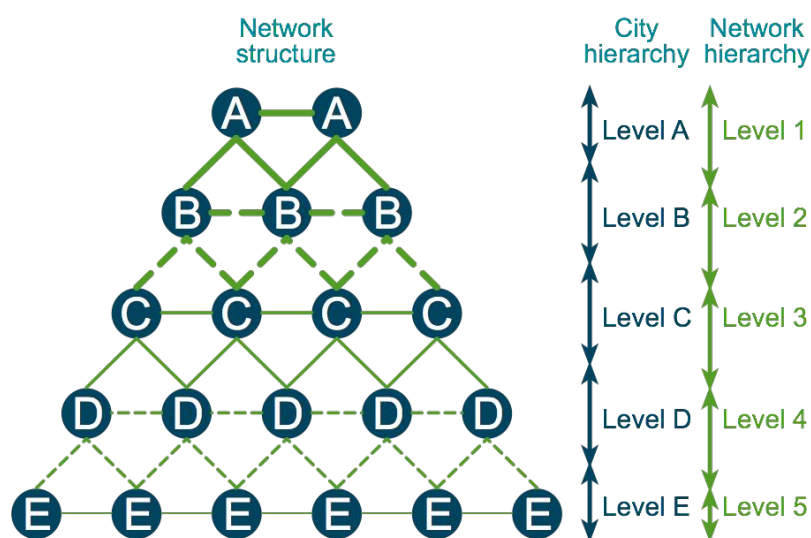 Network structure
City hierarchy
Network hierarchy
A A
Level A
Level 1
B B B
Level B
Level 2
C C C C
Level C
Level 3
D D D D D
Level D
Level 4
E E E E E E
Level E
Level 5